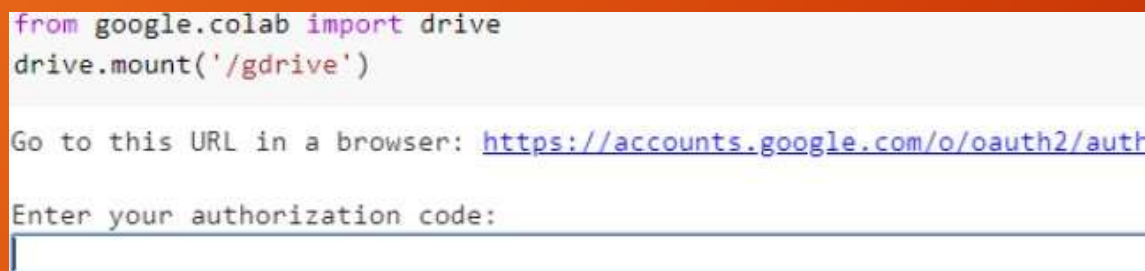 from google.colab import drive
drive.mount('/gdrive')
Go to this URL in a browser: https://accounts.google.com/o/oauth2/auth
Enter your authorization code: